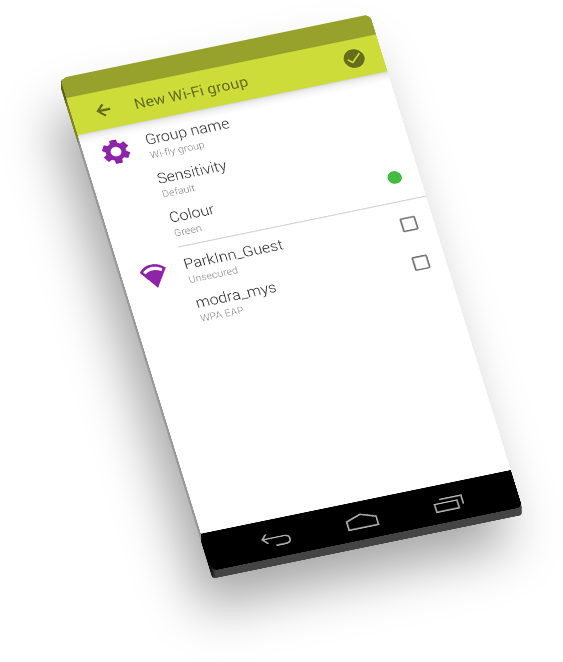 New Wi-Fi group
Group name
Wi-fly group
Sensitivity
Default
Colour
Green
ParkInn_Guest
Unsecured
modra_mys
WPA EAP